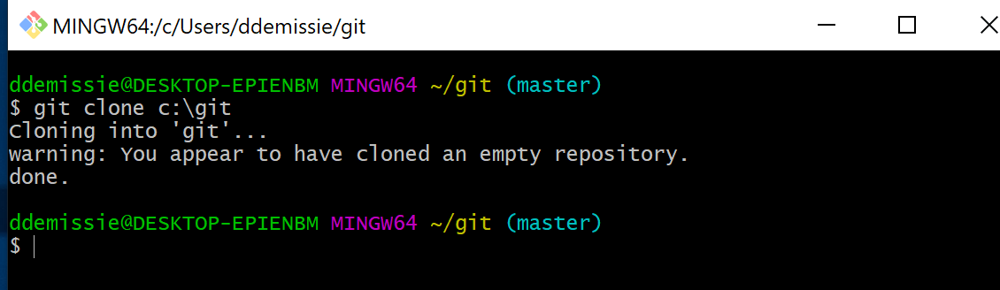 MINGW64:/c/Users/ddemissie/git
ddemissie@DESKTOP-EPIENBM MINGW64 ~/git (master)
$ git clone c:\git
Cloning into 'git'...
warning: You appear to have cloned an empty repository.
done.
ddemissie@DESKTOP-EPIENBM MINGW64 ~/git (master)
$